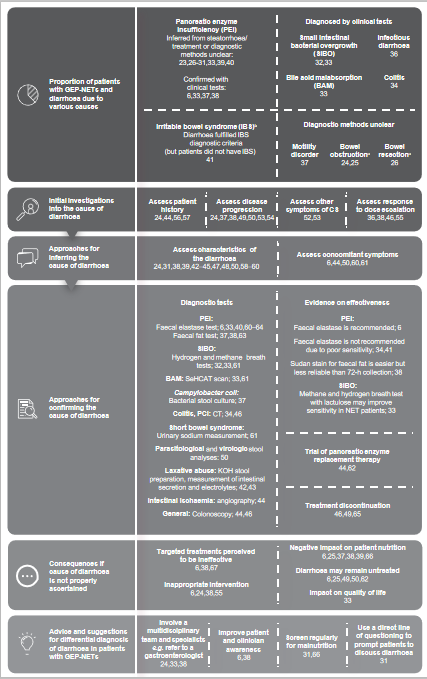 Proportion of patients
with GEP-NETs and
diarrhoea due to
various causes
Pancreatic enzyme
insufficiency (PEI)
Inferred from steatorrhoea/
treatment or diagnostic
methods unclear:
23,26–31,33,39,40
Confirmed with
clinical tests:
6,33,37,38
Irritable bowel syndrome (IBS)ᵇ
Diarrhoea fulfilled IBS
diagnostic criteria
(but patients did not have IBS)
41
Diagnosed by clinical tests
Small intestinal
bacterial overgrowth
(SIBO)
32,33
Infectious
diarrhoea
36
Bile acid malabsorption
(BAM)
33
Colitis
34
Diagnostic methods unclear
Motility
disorder
37
Bowel
obstructionᵃ
24,25
Bowel
resectionᵃ
26
Initial investigations
into the cause of
diarrhoea
Assess patient
history
24,44,56,57
Assess disease
progression
24,37,38,49,50,53,54
Assess other
symptoms of CS
52,53
Assess response
to dose escalation
36,38,46,55
Approaches for
inferring the
cause of diarrhoea
Assess characteristics of
the diarrhoea
24,31,38,39,42–45,47,48,50,58–60
Assess concomitant symptoms
6,44,50,60,61
Approaches for
confirming the
cause of diarrhoea
Diagnostic tests
PEI:
Faecal elastase test; 6,33,40,60–64
Faecal fat test; 37,38,63
SIBO:
Hydrogen and methane breath
tests; 32,33,61
BAM: SeHCAT scan; 33,61
Campylobacter coli:
Bacterial stool culture; 37
Colitis, PCI: CT; 34,46
Short bowel syndrome:
Urinary sodium measurement; 61
Parasitological and virologic stool
analyses: 50
Laxative abuse: KOH stool
preparation, measurement of intestinal
secretion and electrolytes; 42,43
Intestinal ischaemia: angiography; 44
General: Colonoscopy; 44,46
Evidence on effectiveness
PEI:
Faecal elastase is recommended; 6
Faecal elastase is not recommended
due to poor sensitivity; 34,41
Sudan stain for faecal fat is easier but
less reliable than 72-h collection; 38
SIBO:
Methane and hydrogen breath test
with lactulose may improve
sensitivity in NET patients; 33
Trial of pancreatic enzyme
replacement therapy
44,62
Treatment discontinuation
46,49,65
Consequences if
cause of diarrhoea
is not properly
ascertained
Targeted treatments perceived
to be ineffective
6,38,67
Inappropriate intervention
6,24,38,55
Negative impact on patient nutrition
6,25,37,38,39,66
Diarrhoea may remain untreated
6,25,49,50,62
Impact on quality of life
33
Advice and suggestions
for differential diagnosis
of diarrhoea in patients
with GEP-NETs
Involve a
multidisciplinary
team and specialists
e.g. refer to a
gastroenterologist
24,33,38
Improve patient
and clinician
awareness
6,38
Screen regularly
for malnutrition
31,66
Use a direct line
of questioning to
prompt patients to
discuss diarrhoea
31